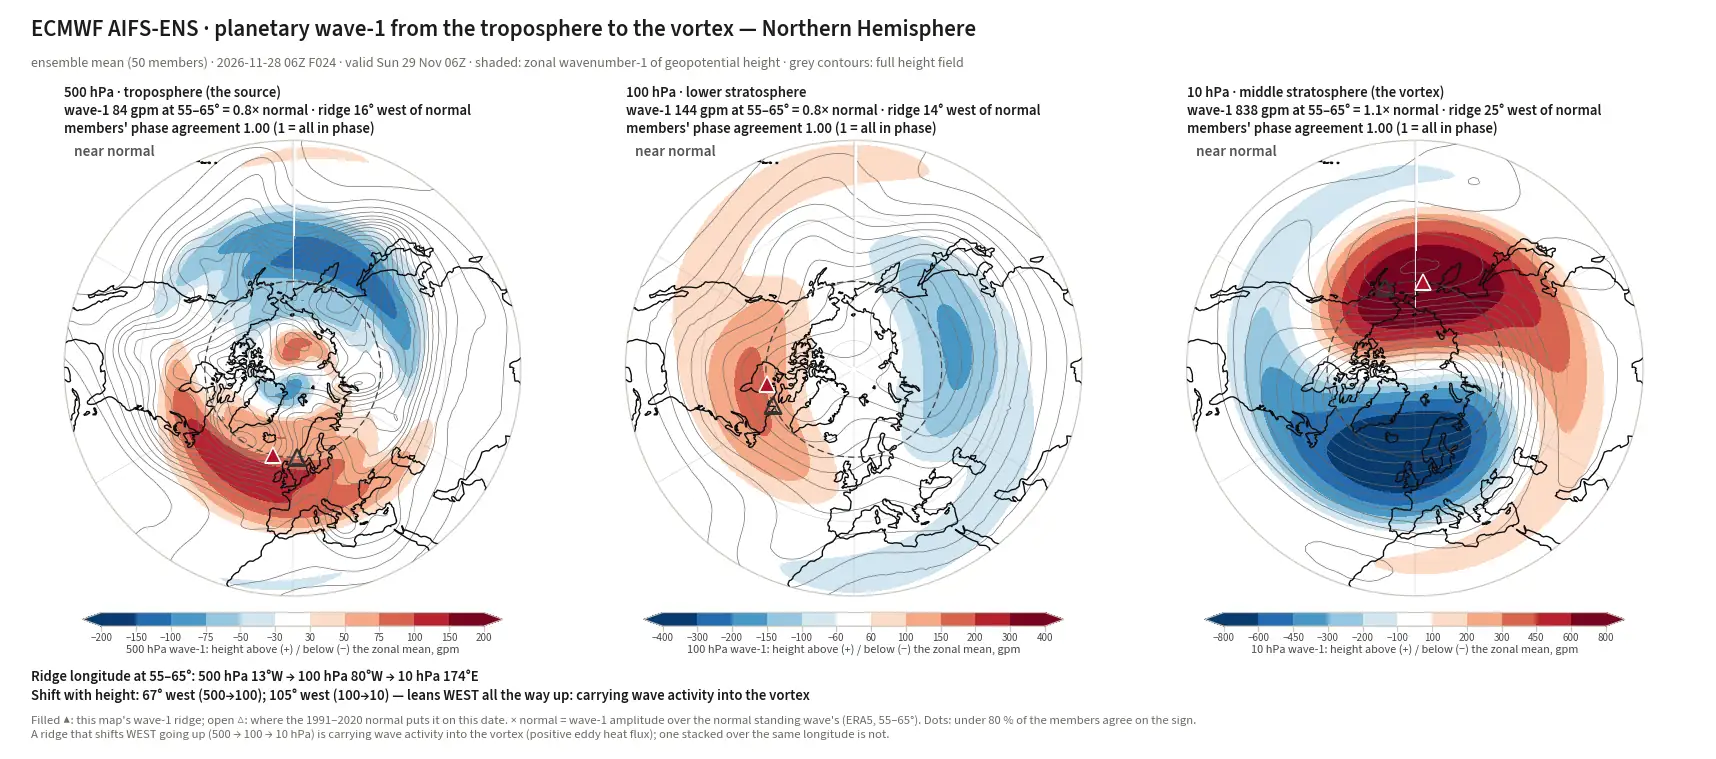 ECMWF AIFS-ENS · planetary wave-1 from the troposphere to the vortex — Northern Hemisphere
ensemble mean (50 members) · 2026-11-28 06Z F024 · valid Sun 29 Nov 06Z · shaded: zonal wavenumber-1 of geopotential height · grey contours: full height field
500 hPa · troposphere (the source)
wave-1 84 gpm at 55–65° = 0.8× normal · ridge 16° west of normal
members' phase agreement 1.00 (1 = all in phase)
near normal
100 hPa · lower stratosphere
wave-1 144 gpm at 55–65° = 0.8× normal · ridge 14° west of normal
members' phase agreement 1.00 (1 = all in phase)
near normal
10 hPa · middle stratosphere (the vortex)
wave-1 838 gpm at 55–65° = 1.1× normal · ridge 25° west of normal
members' phase agreement 1.00 (1 = all in phase)
near normal
−200 −150 −100 −75 −50 −30 30 50 75 100 150 200
500 hPa wave-1: height above (+) / below (−) the zonal mean, gpm
−400 −300 −200 −150 −100 −60 60 100 150 200 300 400
100 hPa wave-1: height above (+) / below (−) the zonal mean, gpm
−800 −600 −450 −300 −200 −100 100 200 300 450 600 800
10 hPa wave-1: height above (+) / below (−) the zonal mean, gpm
Ridge longitude at 55–65°: 500 hPa 13°W → 100 hPa 80°W → 10 hPa 174°E
Shift with height: 67° west (500→100); 105° west (100→10) — leans WEST all the way up: carrying wave activity into the vortex
Filled ▲: this map's wave-1 ridge; open △: where the 1991–2020 normal puts it on this date. × normal = wave-1 amplitude over the normal standing wave's (ERA5, 55–65°). Dots: under 80 % of the members agree on the sign.
A ridge that shifts WEST going up (500 → 100 → 10 hPa) is carrying wave activity into the vortex (positive eddy heat flux); one stacked over the same longitude is not.